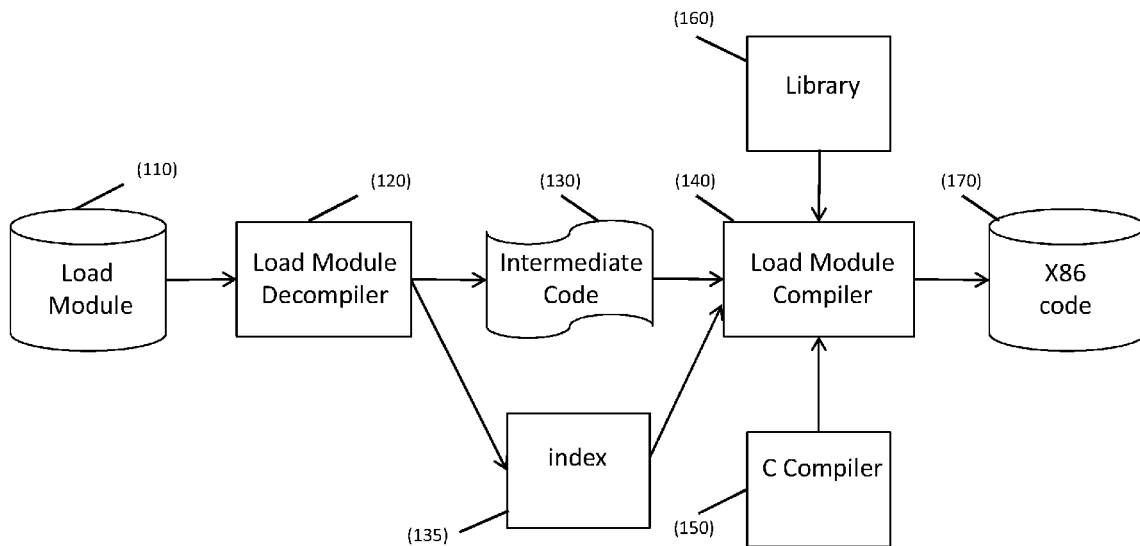 (160)
Library
(110)
(120)
(130)
(140)
(170)
Load
Module
Load Module
Decompiler
Intermediate
Code
Load Module
Compiler
X86
code
index
(135)
C Compiler
(150)